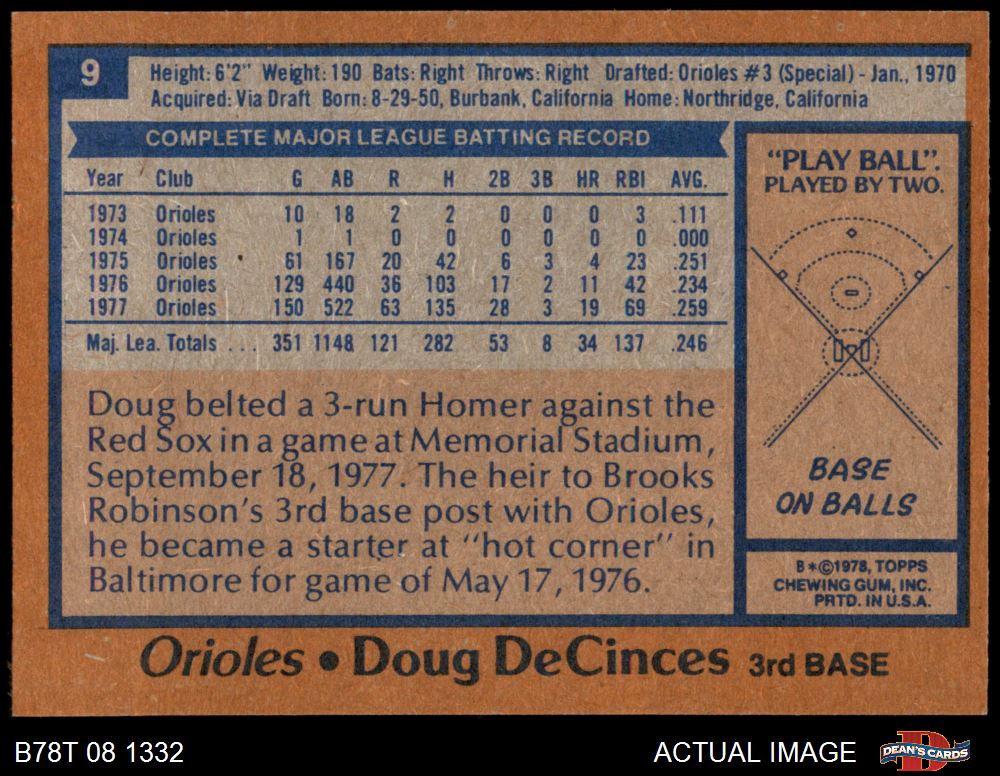 9
Height: 6'2" Weight: 190 Bats: Right Throws: Right Drafted: Orioles #3 (Special) - Jan., 1970
Acquired: Via Draft Born: 8-29-50, Burbank, California Home: Northridge, California
COMPLETE MAJOR LEAGUE BATTING RECORD
Year Club G AB R H 2B 3B HR RBI AVG.
1973 Orioles 10 18 2 2 0 0 0 3 .111
1974 Orioles 1 1 0 0 0 0 0 0 .000
1975 Orioles 61 167 20 42 6 3 4 23 .251
1976 Orioles 129 440 36 103 17 2 11 42 .234
1977 Orioles 150 522 63 135 28 3 19 69 .259
Maj. Lea. Totals ... 351 1148 121 282 53 8 34 137 .246
Doug belted a 3-run Homer against the
Red Sox in a game at Memorial Stadium,
September 18, 1977. The heir to Brooks
Robinson's 3rd base post with Orioles,
he became a starter at "hot corner" in
Baltimore for game of May 17, 1976.
"PLAY BALL".
PLAYED BY TWO.
BASE
ON BALLS
B*©1978, TOPPS
CHEWING GUM, INC.
PRTD. IN U.S.A.
Orioles • Doug DeCinces 3rd BASE
B78T 08 1332
ACTUAL IMAGE
DEAN'S CARDS